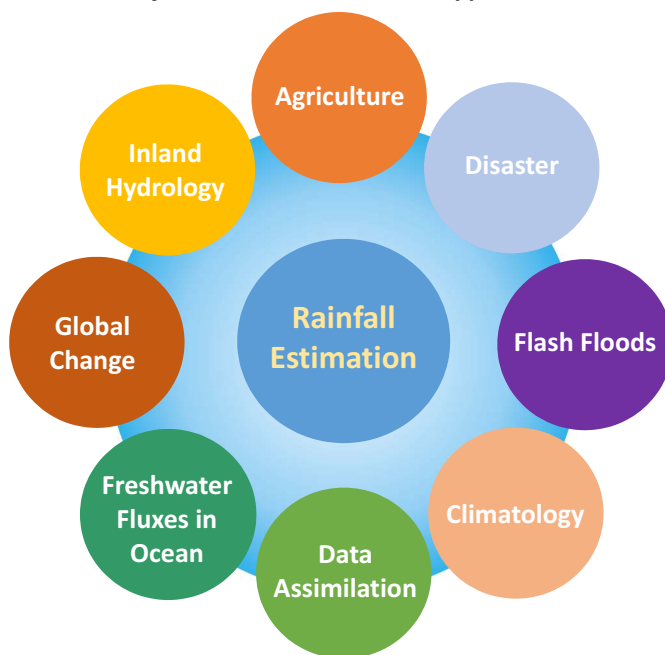 Agriculture
Inland
Hydrology
Disaster
Global
Change
Rainfall
Estimation
Flash Floods
Freshwater
Fluxes in
Ocean
Climatology
Data
Assimilation